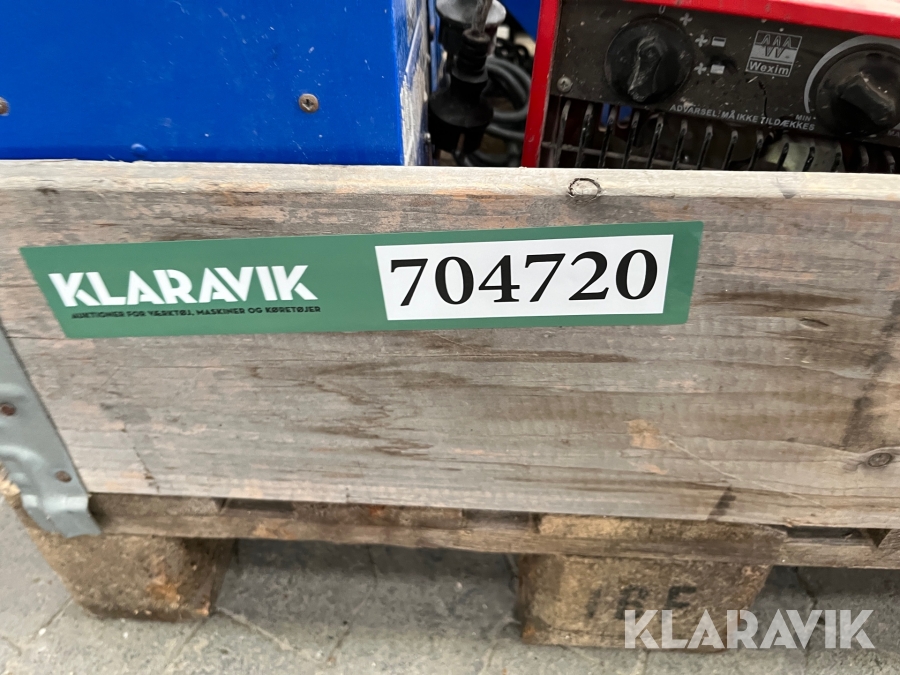 Wexim
MIN
ADVARSEL! MÅ IKKE TILDÆKKES
KLARAVIK
AUKTIONER FOR VÆRKTØJ, MASKINER OG KØRETØJER
704720
KLARAVIK